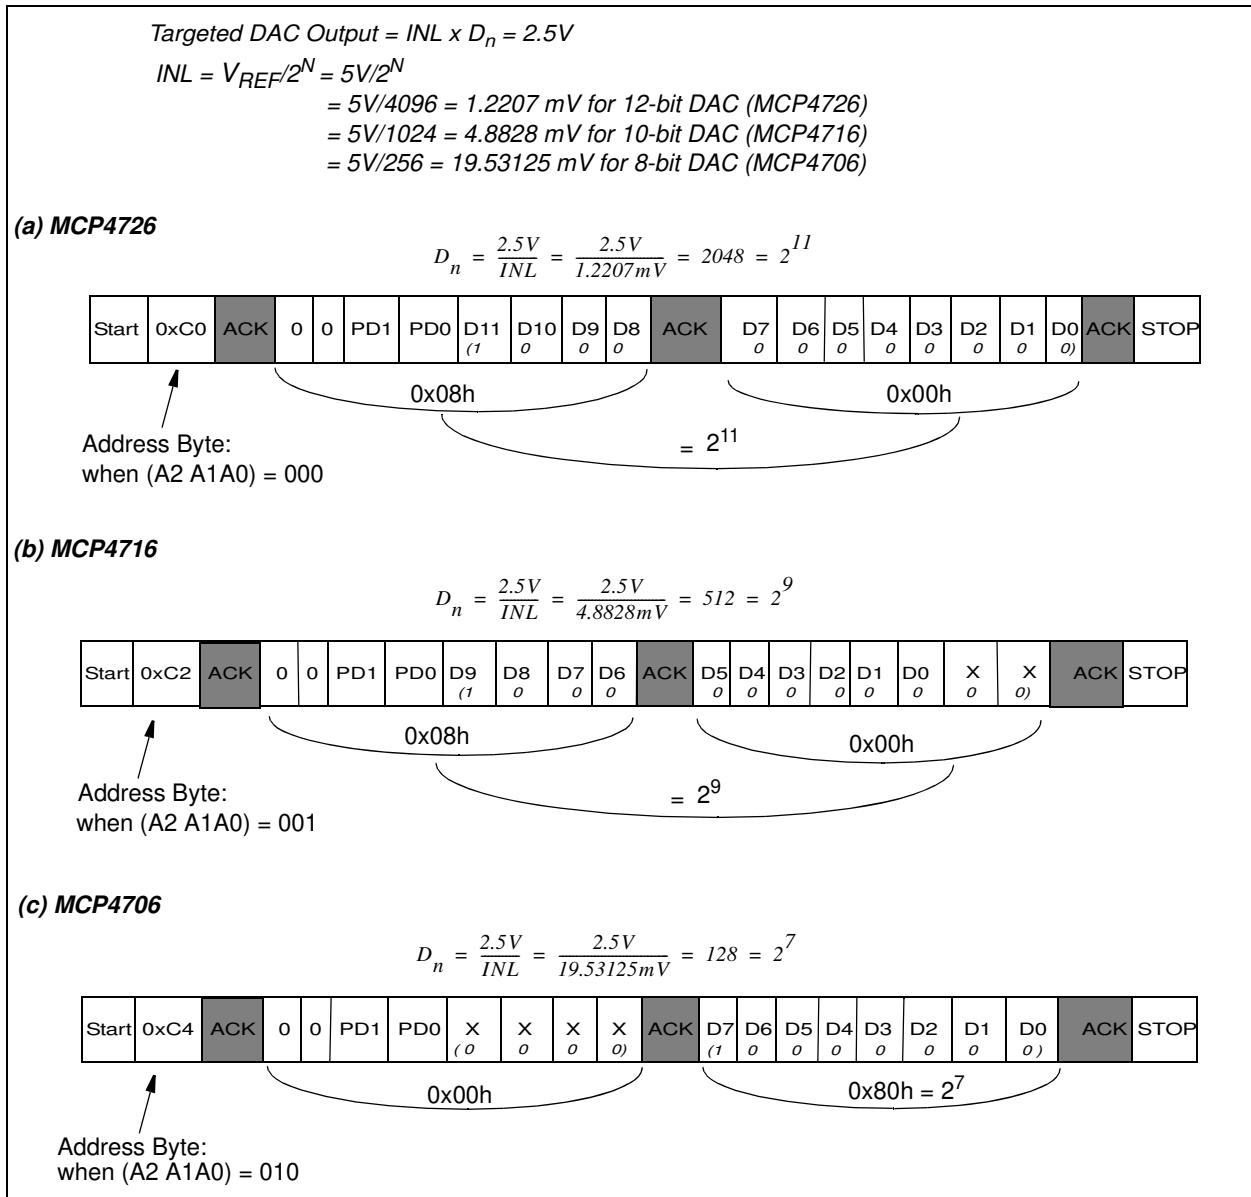 Targeted DAC Output = INL x Dn = 2.5V
INL = VREF/2^N = 5V/2^N
= 5V/4096 = 1.2207 mV for 12-bit DAC (MCP4726)
= 5V/1024 = 4.8828 mV for 10-bit DAC (MCP4716)
= 5V/256 = 19.53125 mV for 8-bit DAC (MCP4706)
(a) MCP4726
Dn = 2.5V/INL = 2.5V/1.2207mV = 2048 = 2^11
Start 0xC0 ACK 0 0 PD1 PD0 D11 D10 D9 D8 ACK D7 D6 D5 D4 D3 D2 D1 D0 ACK STOP
(1 0 0 0 0 0 0 0 0 0 0 0)
0x08h 0x00h
= 2^11
Address Byte:
when (A2 A1A0) = 000
(b) MCP4716
Dn = 2.5V/INL = 2.5V/4.8828mV = 512 = 2^9
Start 0xC2 ACK 0 0 PD1 PD0 D9 D8 D7 D6 ACK D5 D4 D3 D2 D1 D0 X X ACK STOP
(1 0 0 0 0 0 0 0 0 0 0 0)
0x08h 0x00h
= 2^9
Address Byte:
when (A2 A1A0) = 001
(c) MCP4706
Dn = 2.5V/INL = 2.5V/19.53125mV = 128 = 2^7
Start 0xC4 ACK 0 0 PD1 PD0 X X X X ACK D7 D6 D5 D4 D3 D2 D1 D0 ACK STOP
(0 0 0 0) (1 0 0 0 0 0 0 0)
0x00h 0x80h = 2^7
Address Byte:
when (A2 A1A0) = 010